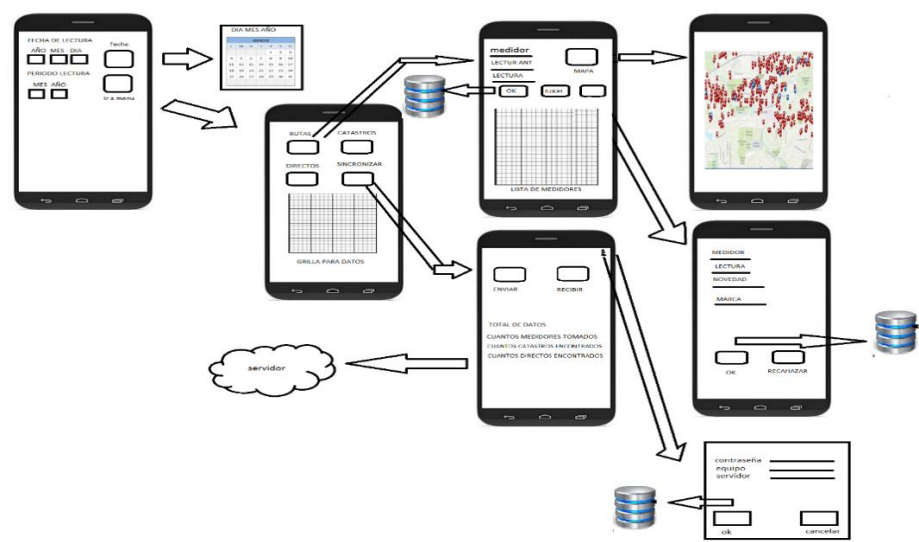 FECHA DE LECTURA
AÑO MES DIA
fecha
PERIODO LECTURA
MES AÑO
ir a menu
DIA MES AÑO
RUTAS CATASTROS
DIRECTOS SINCRONIZAR
GRILLA PARA DATOS
medidor
LECTUR ANT
LECTURA
MAPA
OK
LISTA DE MEDIDORES
MEDIDOR
LECTURA
NOVEDAD
MARCA
OK RECAHAZAR
ENVIAR RECIBIR
TOTAL DE DATOS
CUANTOS MEDIDORES TOMADOS
CUANTOS CATASTROS ENCONTRADOS
CUANTOS DIRECTOS ENCONTRADOS
servidor
contraseña
equipo
servidor
ok cancelar